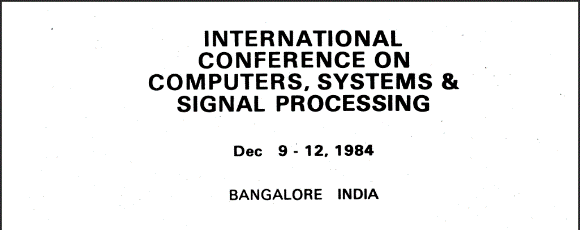 INTERNATIONAL
CONFERENCE ON
COMPUTERS, SYSTEMS &
SIGNAL PROCESSING
Dec 9 - 12, 1984
BANGALORE INDIA